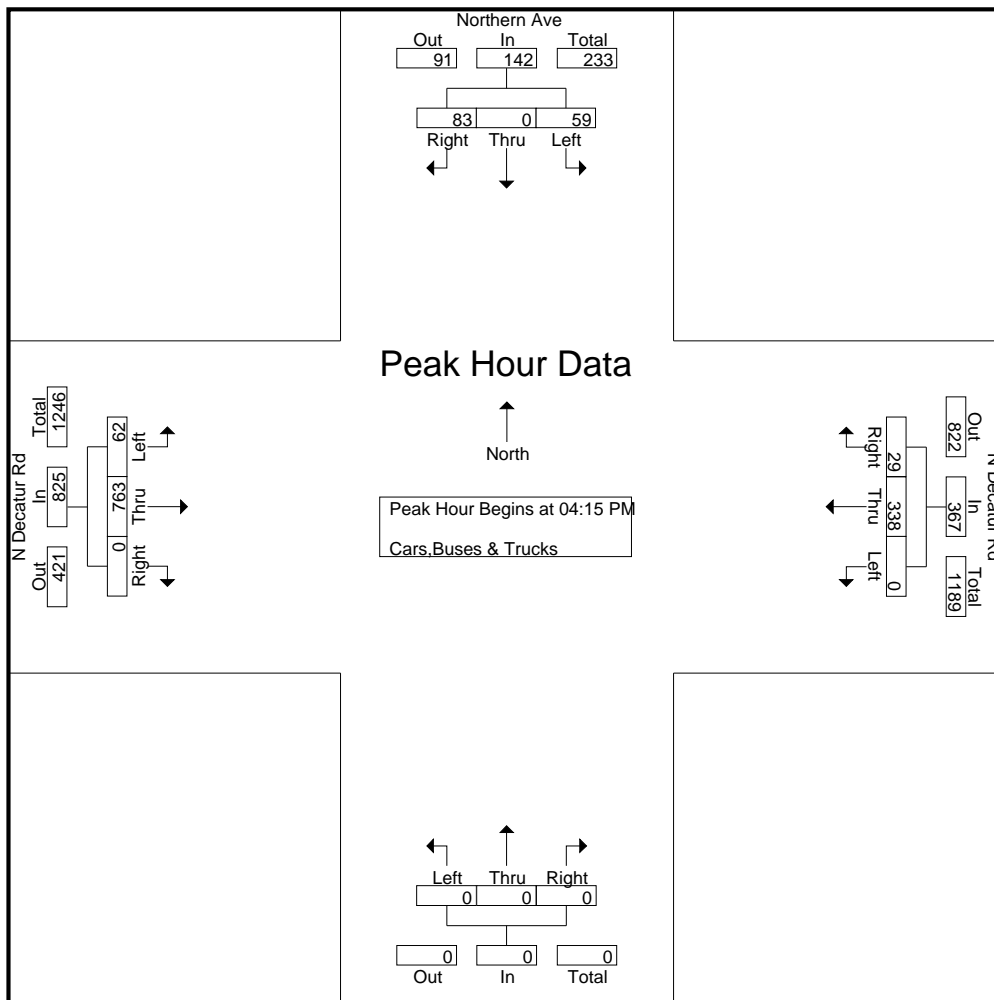 Northern Ave
Out In Total
91 142 233
83 0 59
Right Thru Left
Peak Hour Data
North
Peak Hour Begins at 04:15 PM
Cars,Buses & Trucks
N Decatur Rd
Total In Out
1246 825 421
62 763 0
Left Thru Right
N Decatur Rd
Out In Total
822 367 1189
29 338 0
Right Thru Left
Left Thru Right
0 0 0
0 0 0
Out In Total